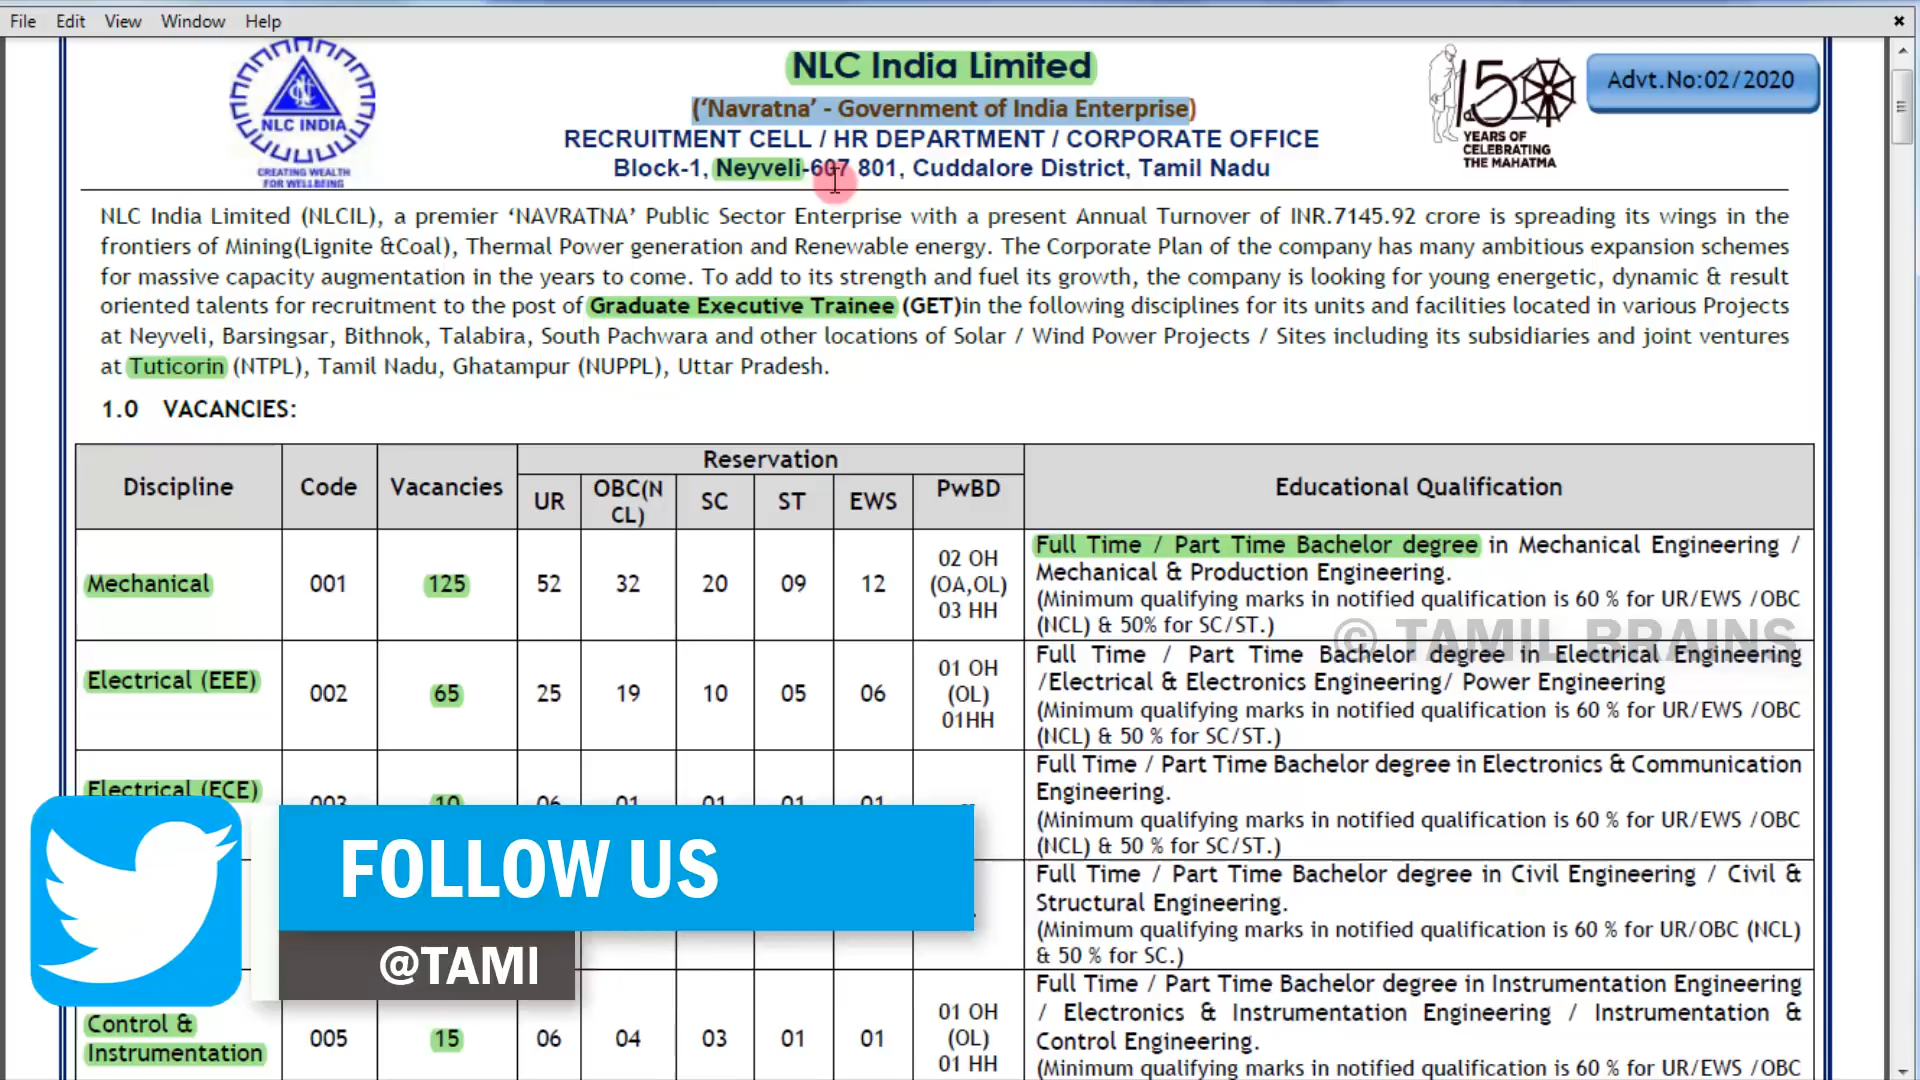 File Edit View Window Help
NLC India Limited
(‘Navratna’ - Government of India Enterprise)
RECRUITMENT CELL / HR DEPARTMENT / CORPORATE OFFICE
Block-1, Neyveli-607 801, Cuddalore District, Tamil Nadu
NLC INDIA
CREATING WEALTH
FOR WELLBEING
150
YEARS OF
CELEBRATING
THE MAHATMA
Advt.No:02/2020
NLC India Limited (NLCIL), a premier ‘NAVRATNA’ Public Sector Enterprise with a present Annual Turnover of INR.7145.92 crore is spreading its wings in the
frontiers of Mining(Lignite &Coal), Thermal Power generation and Renewable energy. The Corporate Plan of the company has many ambitious expansion schemes
for massive capacity augmentation in the years to come. To add to its strength and fuel its growth, the company is looking for young energetic, dynamic & result
oriented talents for recruitment to the post of Graduate Executive Trainee (GET)in the following disciplines for its units and facilities located in various Projects
at Neyveli, Barsingsar, Bithnok, Talabira, South Pachwara and other locations of Solar / Wind Power Projects / Sites including its subsidiaries and joint ventures
at Tuticorin (NTPL), Tamil Nadu, Ghatampur (NUPPL), Uttar Pradesh.
1.0 VACANCIES:
Discipline Code Vacancies Reservation Educational Qualification
UR OBC(N
CL) SC ST EWS PwBD
Mechanical 001 125 52 32 20 09 12
02 OH
(OA,OL)
03 HH
Full Time / Part Time Bachelor degree in Mechanical Engineering /
Mechanical & Production Engineering.
(Minimum qualifying marks in notified qualification is 60 % for UR/EWS /OBC
(NCL) & 50% for SC/ST.)
© TAMIL BRAINS
Electrical (EEE) 002 65 25 19 10 05 06
01 OH
(OL)
01HH
Full Time / Part Time Bachelor degree in Electrical Engineering
/Electrical & Electronics Engineering/ Power Engineering
(Minimum qualifying marks in notified qualification is 60 % for UR/EWS /OBC
(NCL) & 50 % for SC/ST.)
Electrical (ECE) 003 10 06 01 01 01 01
Full Time / Part Time Bachelor degree in Electronics & Communication
Engineering.
(Minimum qualifying marks in notified qualification is 60 % for UR/EWS /OBC
(NCL) & 50 % for SC/ST.)
Full Time / Part Time Bachelor degree in Civil Engineering / Civil &
Structural Engineering.
(Minimum qualifying marks in notified qualification is 60 % for UR/OBC (NCL)
& 50 % for SC.)
FOLLOW US
@TAMI
Control &
Instrumentation 005 15 06 04 03 01 01
01 OH
(OL)
01 HH
Full Time / Part Time Bachelor degree in Instrumentation Engineering
/ Electronics & Instrumentation Engineering / Instrumentation &
Control Engineering.
(Minimum qualifying marks in notified qualification is 60 % for UR/EWS /OBC